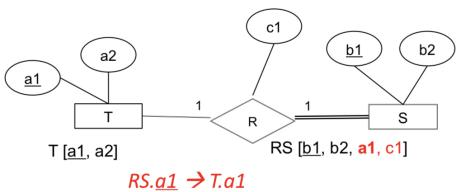 c1
a1 a2 b1 b2
T 1 R 1 S
T [a1, a2] RS [b1, b2, a1, c1]
RS.a1 → T.a1